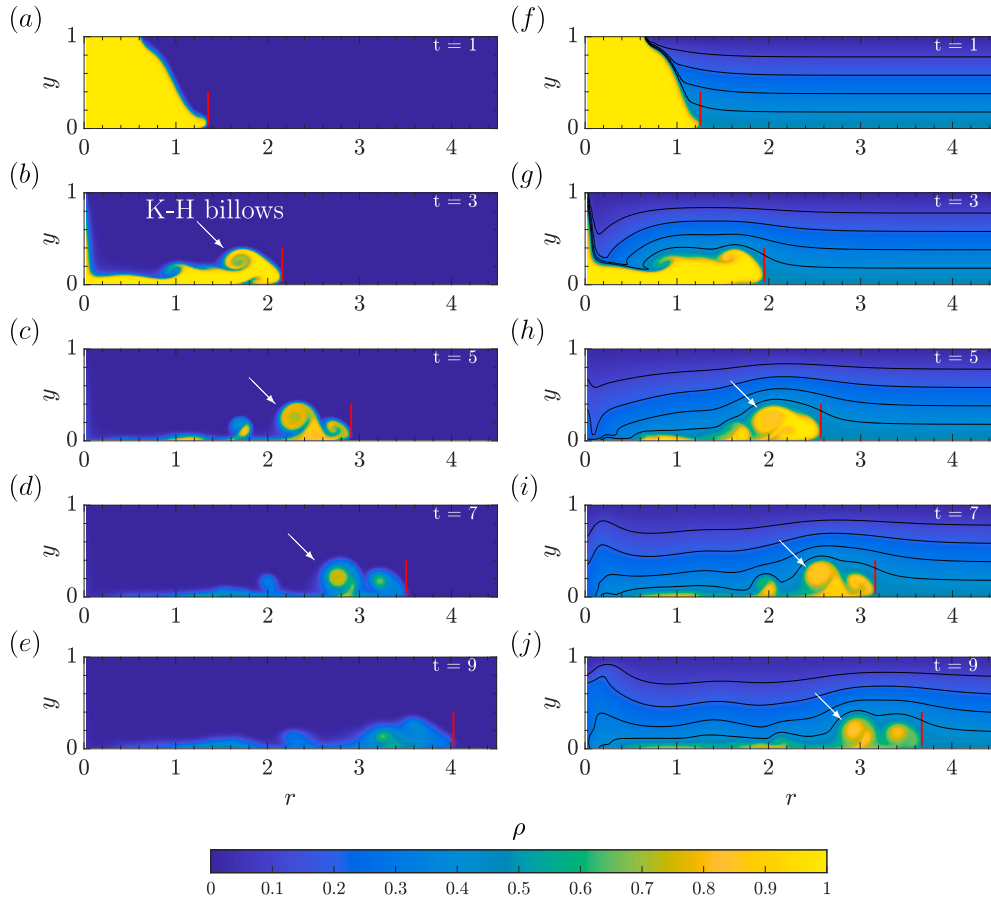 (a)
t = 1
y
1
0
0 1 2 3 4
(f)
t = 1
y
1
0
0 1 2 3 4
(b)
t = 3
K-H billows
y
1
0
0 1 2 3 4
(g)
t = 3
y
1
0
0 1 2 3 4
(c)
t = 5
y
1
0
0 1 2 3 4
(h)
t = 5
y
1
0
0 1 2 3 4
(d)
t = 7
y
1
0
0 1 2 3 4
(i)
t = 7
y
1
0
0 1 2 3 4
(e)
t = 9
y
1
0
0 1 2 3 4
r
(j)
t = 9
y
1
0
0 1 2 3 4
r
ρ
0 0.1 0.2 0.3 0.4 0.5 0.6 0.7 0.8 0.9 1